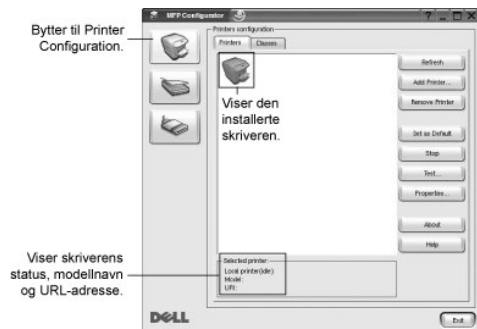 MFP Configurator
Bytter til Printer
Configuration.
Printers configuration
Printers
Classes
Viser den
installerte
skriveren.
Refresh
Add Printer...
Remove Printer
Set as Default
Stop
Test...
Properties...
About
Help
Viser skriverens
status, modellnavn
og URL-adresse.
Selected printer:
Local printer(idle)
Model:
URI:
DELL
Exit